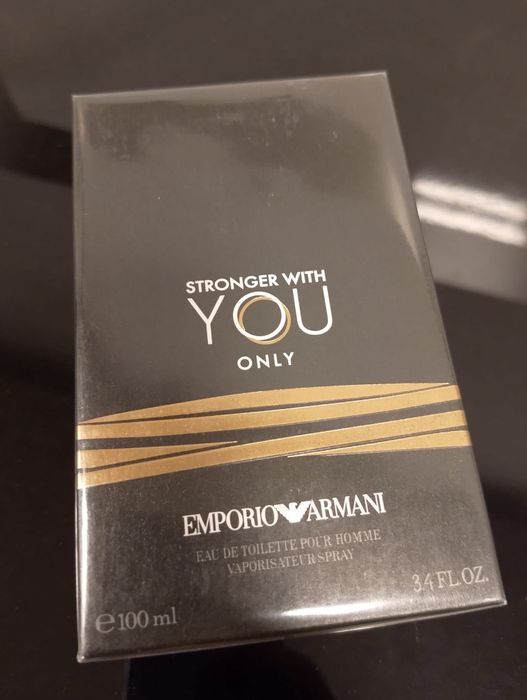 STRONGER WITH
YOU
ONLY
EMPORIO ARMANI
EAU DE TOILETTE POUR HOMME
VAPORISATEUR-SPRAY
e 100 ml
3.4 FL.OZ.